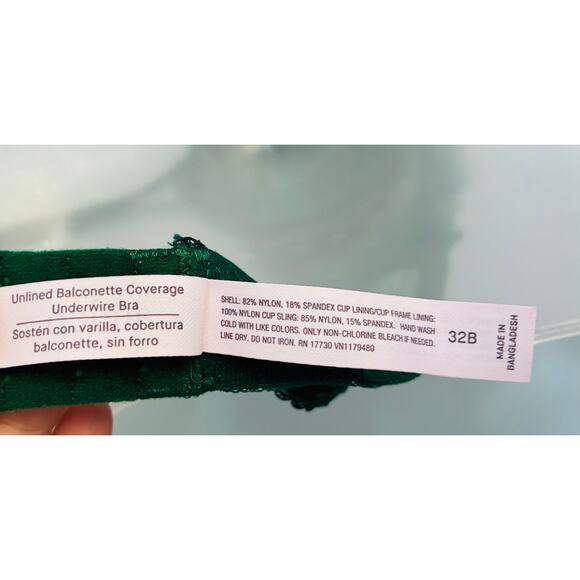 Unlined Balconette Coverage
Underwire Bra
Sostén con varilla, cobertura
balconette, sin forro
SHELL: 82% NYLON, 18% SPANDEX CUP LINING/CUP FRAME LINING:
100% NYLON CUP SLING: 85% NYLON, 15% SPANDEX. HAND WASH
COLD WITH LIKE COLORS. ONLY NON-CHLORINE BLEACH IF NEEDED.
LINE DRY. DO NOT IRON. RN 17730 VN1179480
32B
MADE IN
BANGLADESH